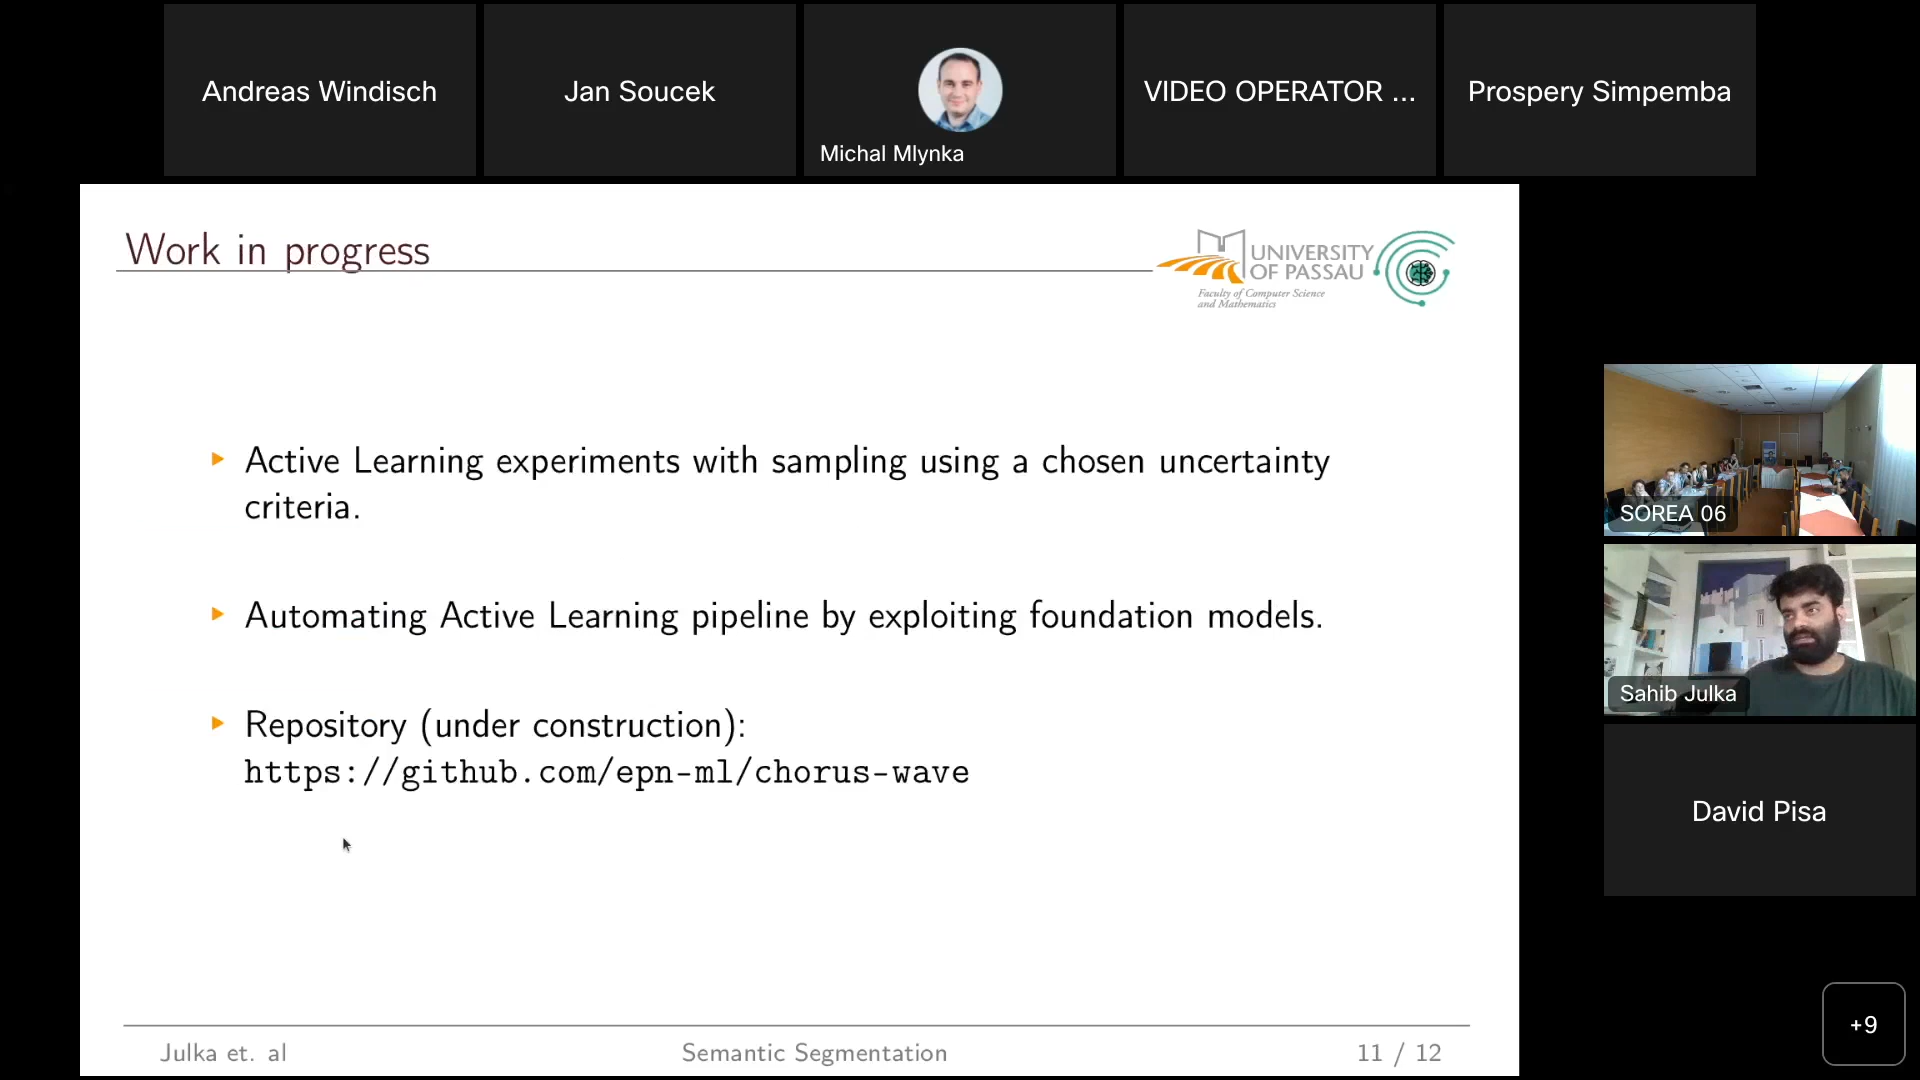 Andreas Windisch
Jan Soucek
Michal Mlynka
VIDEO OPERATOR ...
Prospery Simpemba
Work in progress
UNIVERSITY
OF PASSAU
Faculty of Computer Science
and Mathematics
Active Learning experiments with sampling using a chosen uncertainty
criteria.
Automating Active Learning pipeline by exploiting foundation models.
Repository (under construction):
https://github.com/epn-ml/chorus-wave
Julka et. al
Semantic Segmentation
11 / 12
SOREA 06
Sahib Julka
David Pisa
+9